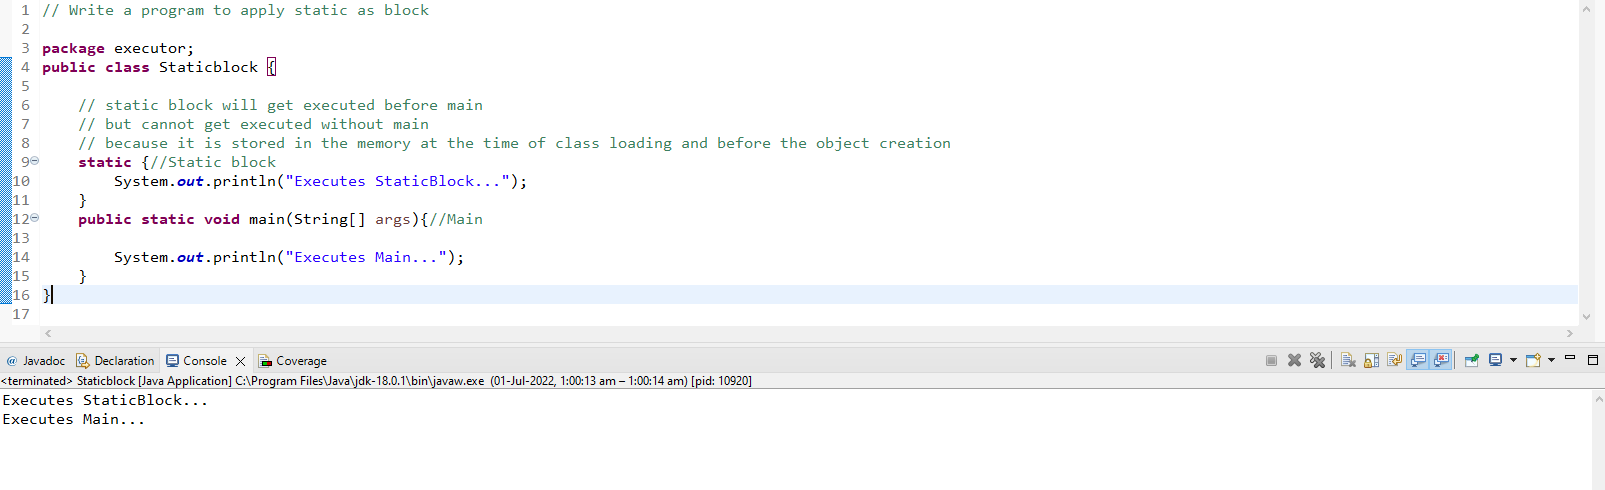 1 // Write a program to apply static as block
2
3 package executor;
4 public class Staticblock {
5
6 // static block will get executed before main
7 // but cannot get executed without main
8 // because it is stored in the memory at the time of class loading and before the object creation
9 static {//Static block
10 System.out.println("Executes StaticBlock...");
11 }
12 public static void main(String[] args){//Main
13
14 System.out.println("Executes Main...");
15 }
16 }
17
@ Javadoc Declaration Console Coverage
<terminated> Staticblock [Java Application] C:\Program Files\Java\jdk-18.0.1\bin\javaw.exe (01-Jul-2022, 1:00:13 am – 1:00:14 am) [pid: 10920]
Executes StaticBlock...
Executes Main...